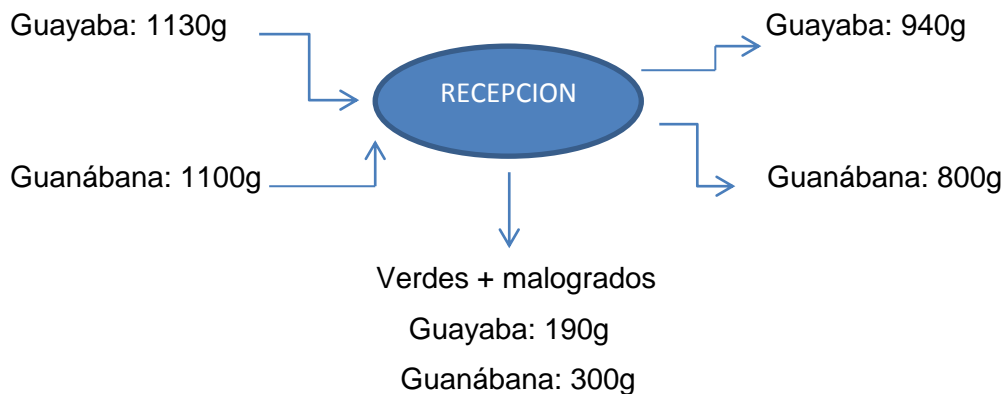 Guayaba: 1130g
Guayaba: 940g
RECEPCION
Guanábana: 1100g
Guanábana: 800g
Verdes + malogrados
Guayaba: 190g
Guanábana: 300g